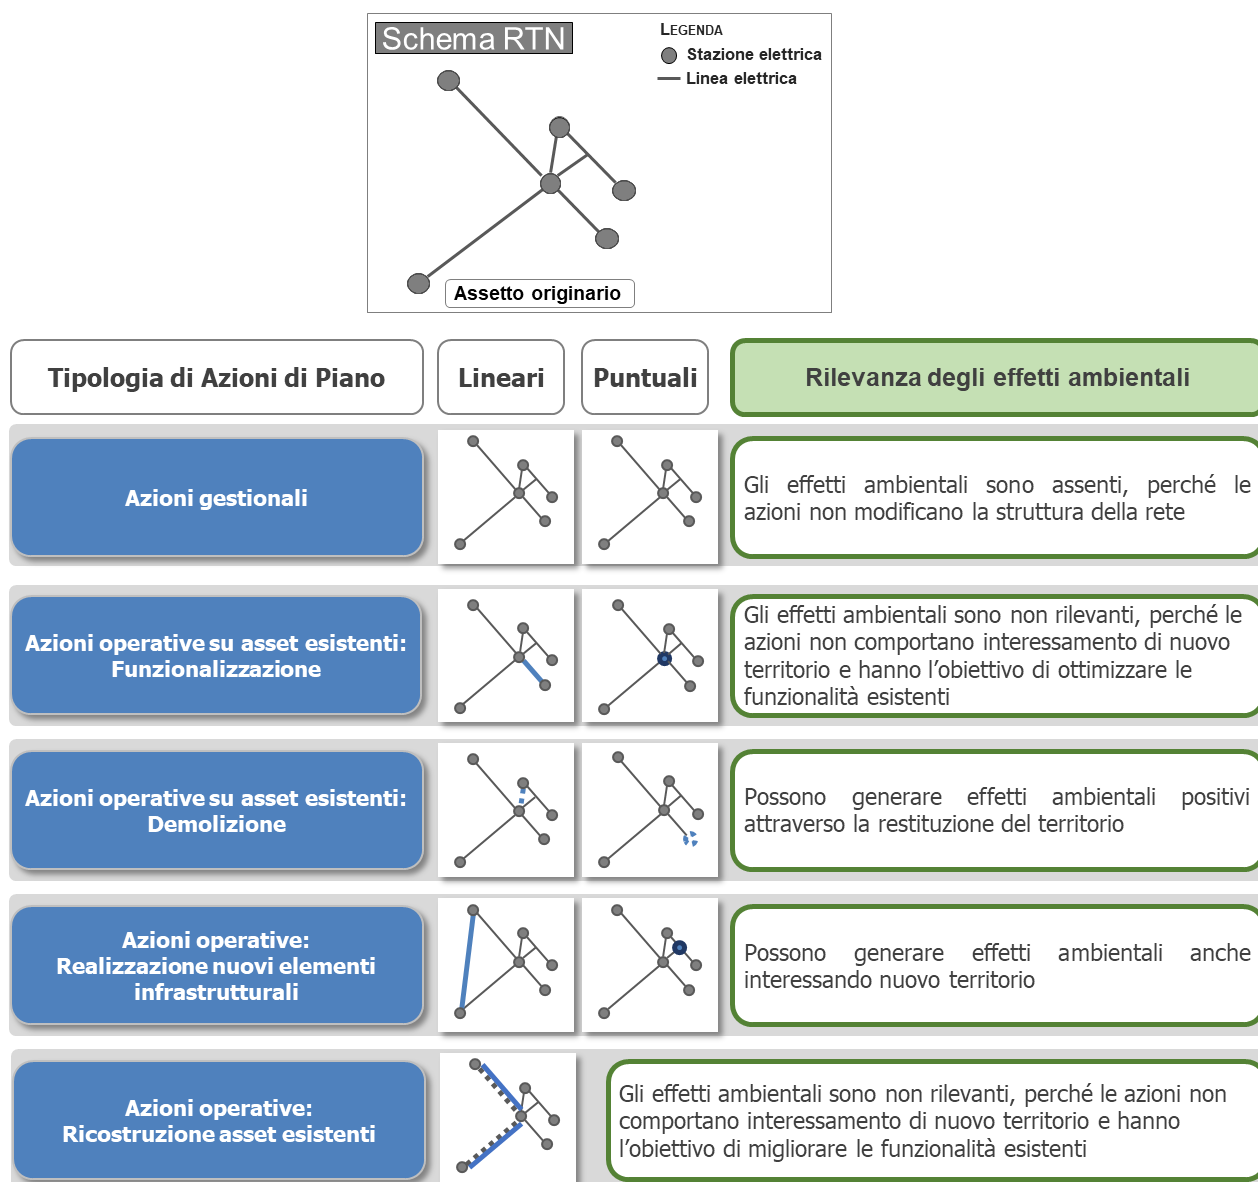 Schema RTN
LEGENDA
Stazione elettrica
Linea elettrica
Assetto originario
Tipologia di Azioni di Piano
Lineari
Puntuali
Rilevanza degli effetti ambientali
Azioni gestionali
Gli effetti ambientali sono assenti, perché le
azioni non modificano la struttura della rete
Azioni operative su asset esistenti:
Funzionalizzazione
Gli effetti ambientali sono non rilevanti, perché le
azioni non comportano interessamento di nuovo
territorio e hanno l’obiettivo di ottimizzare le
funzionalità esistenti
Azioni operative su asset esistenti:
Demolizione
Possono generare effetti ambientali positivi
attraverso la restituzione del territorio
Azioni operative:
Realizzazione nuovi elementi
infrastrutturali
Possono generare effetti ambientali anche
interessando nuovo territorio
Azioni operative:
Ricostruzione asset esistenti
Gli effetti ambientali sono non rilevanti, perché le azioni non
comportano interessamento di nuovo territorio e hanno
l’obiettivo di migliorare le funzionalità esistenti